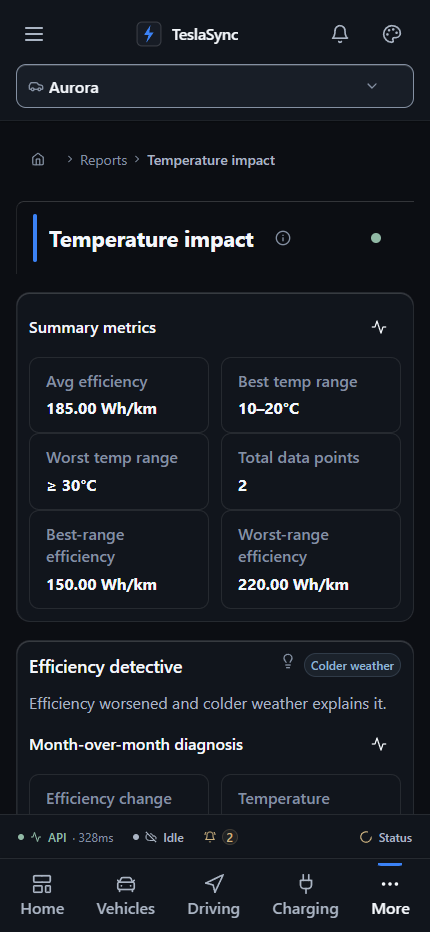 TeslaSync
Aurora
Reports Temperature impact
Temperature impact
Summary metrics
Avg efficiency
185.00 Wh/km
Best temp range
10–20°C
Worst temp range
≥ 30°C
Total data points
2
Best-range
efficiency
150.00 Wh/km
Worst-range
efficiency
220.00 Wh/km
Efficiency detective
Colder weather
Efficiency worsened and colder weather explains it.
Month-over-month diagnosis
Efficiency change
Temperature
API · 328ms Idle 2 Status
Home Vehicles Driving Charging More